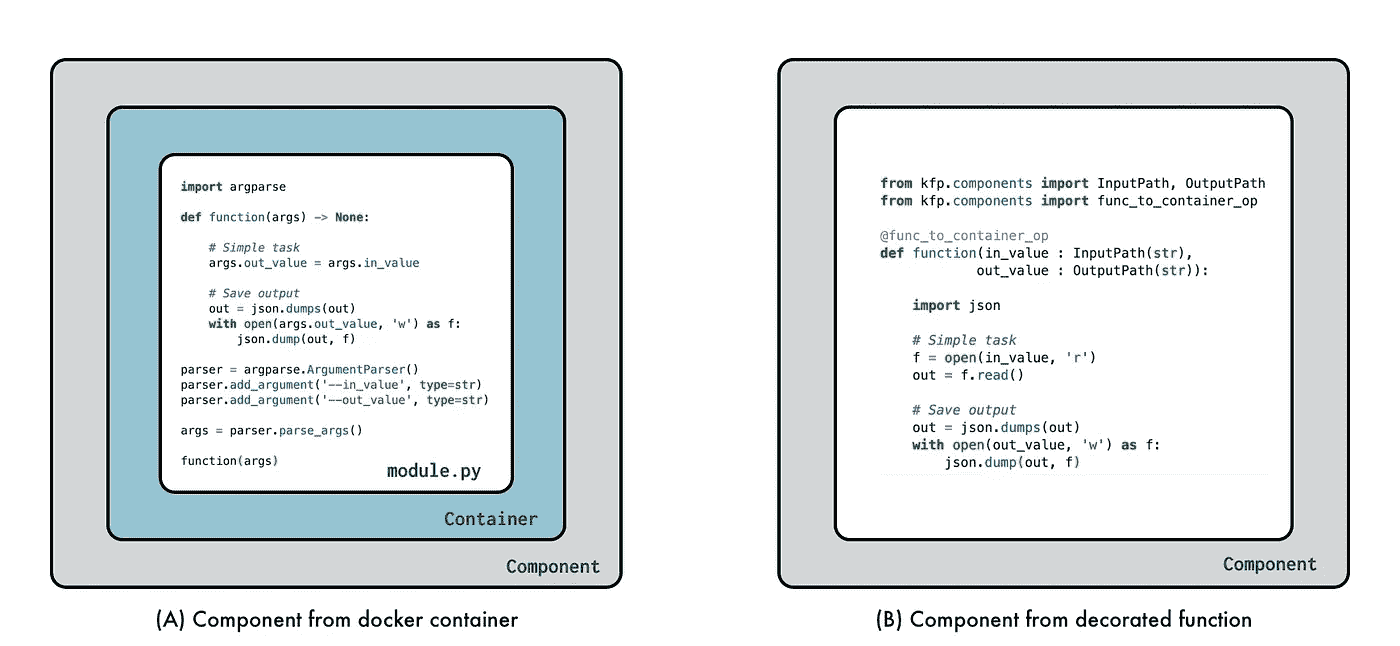 import argparse
def function(args) -> None:
# Simple task
args.out_value = args.in_value
# Save output
out = json.dumps(out)
with open(args.out_value, 'w') as f:
json.dump(out, f)
parser = argparse.ArgumentParser()
parser.add_argument('--in_value', type=str)
parser.add_argument('--out_value', type=str)
args = parser.parse_args()
function(args)
module.py
Container
Component
(A) Component from docker container
from kfp.components import InputPath, OutputPath
from kfp.components import func_to_container_op
@func_to_container_op
def function(in_value : InputPath(str),
out_value : OutputPath(str)):
import json
# Simple task
f = open(in_value, 'r')
out = f.read()
# Save output
out = json.dumps(out)
with open(out_value, 'w') as f:
json.dump(out, f)
Component
(B) Component from decorated function